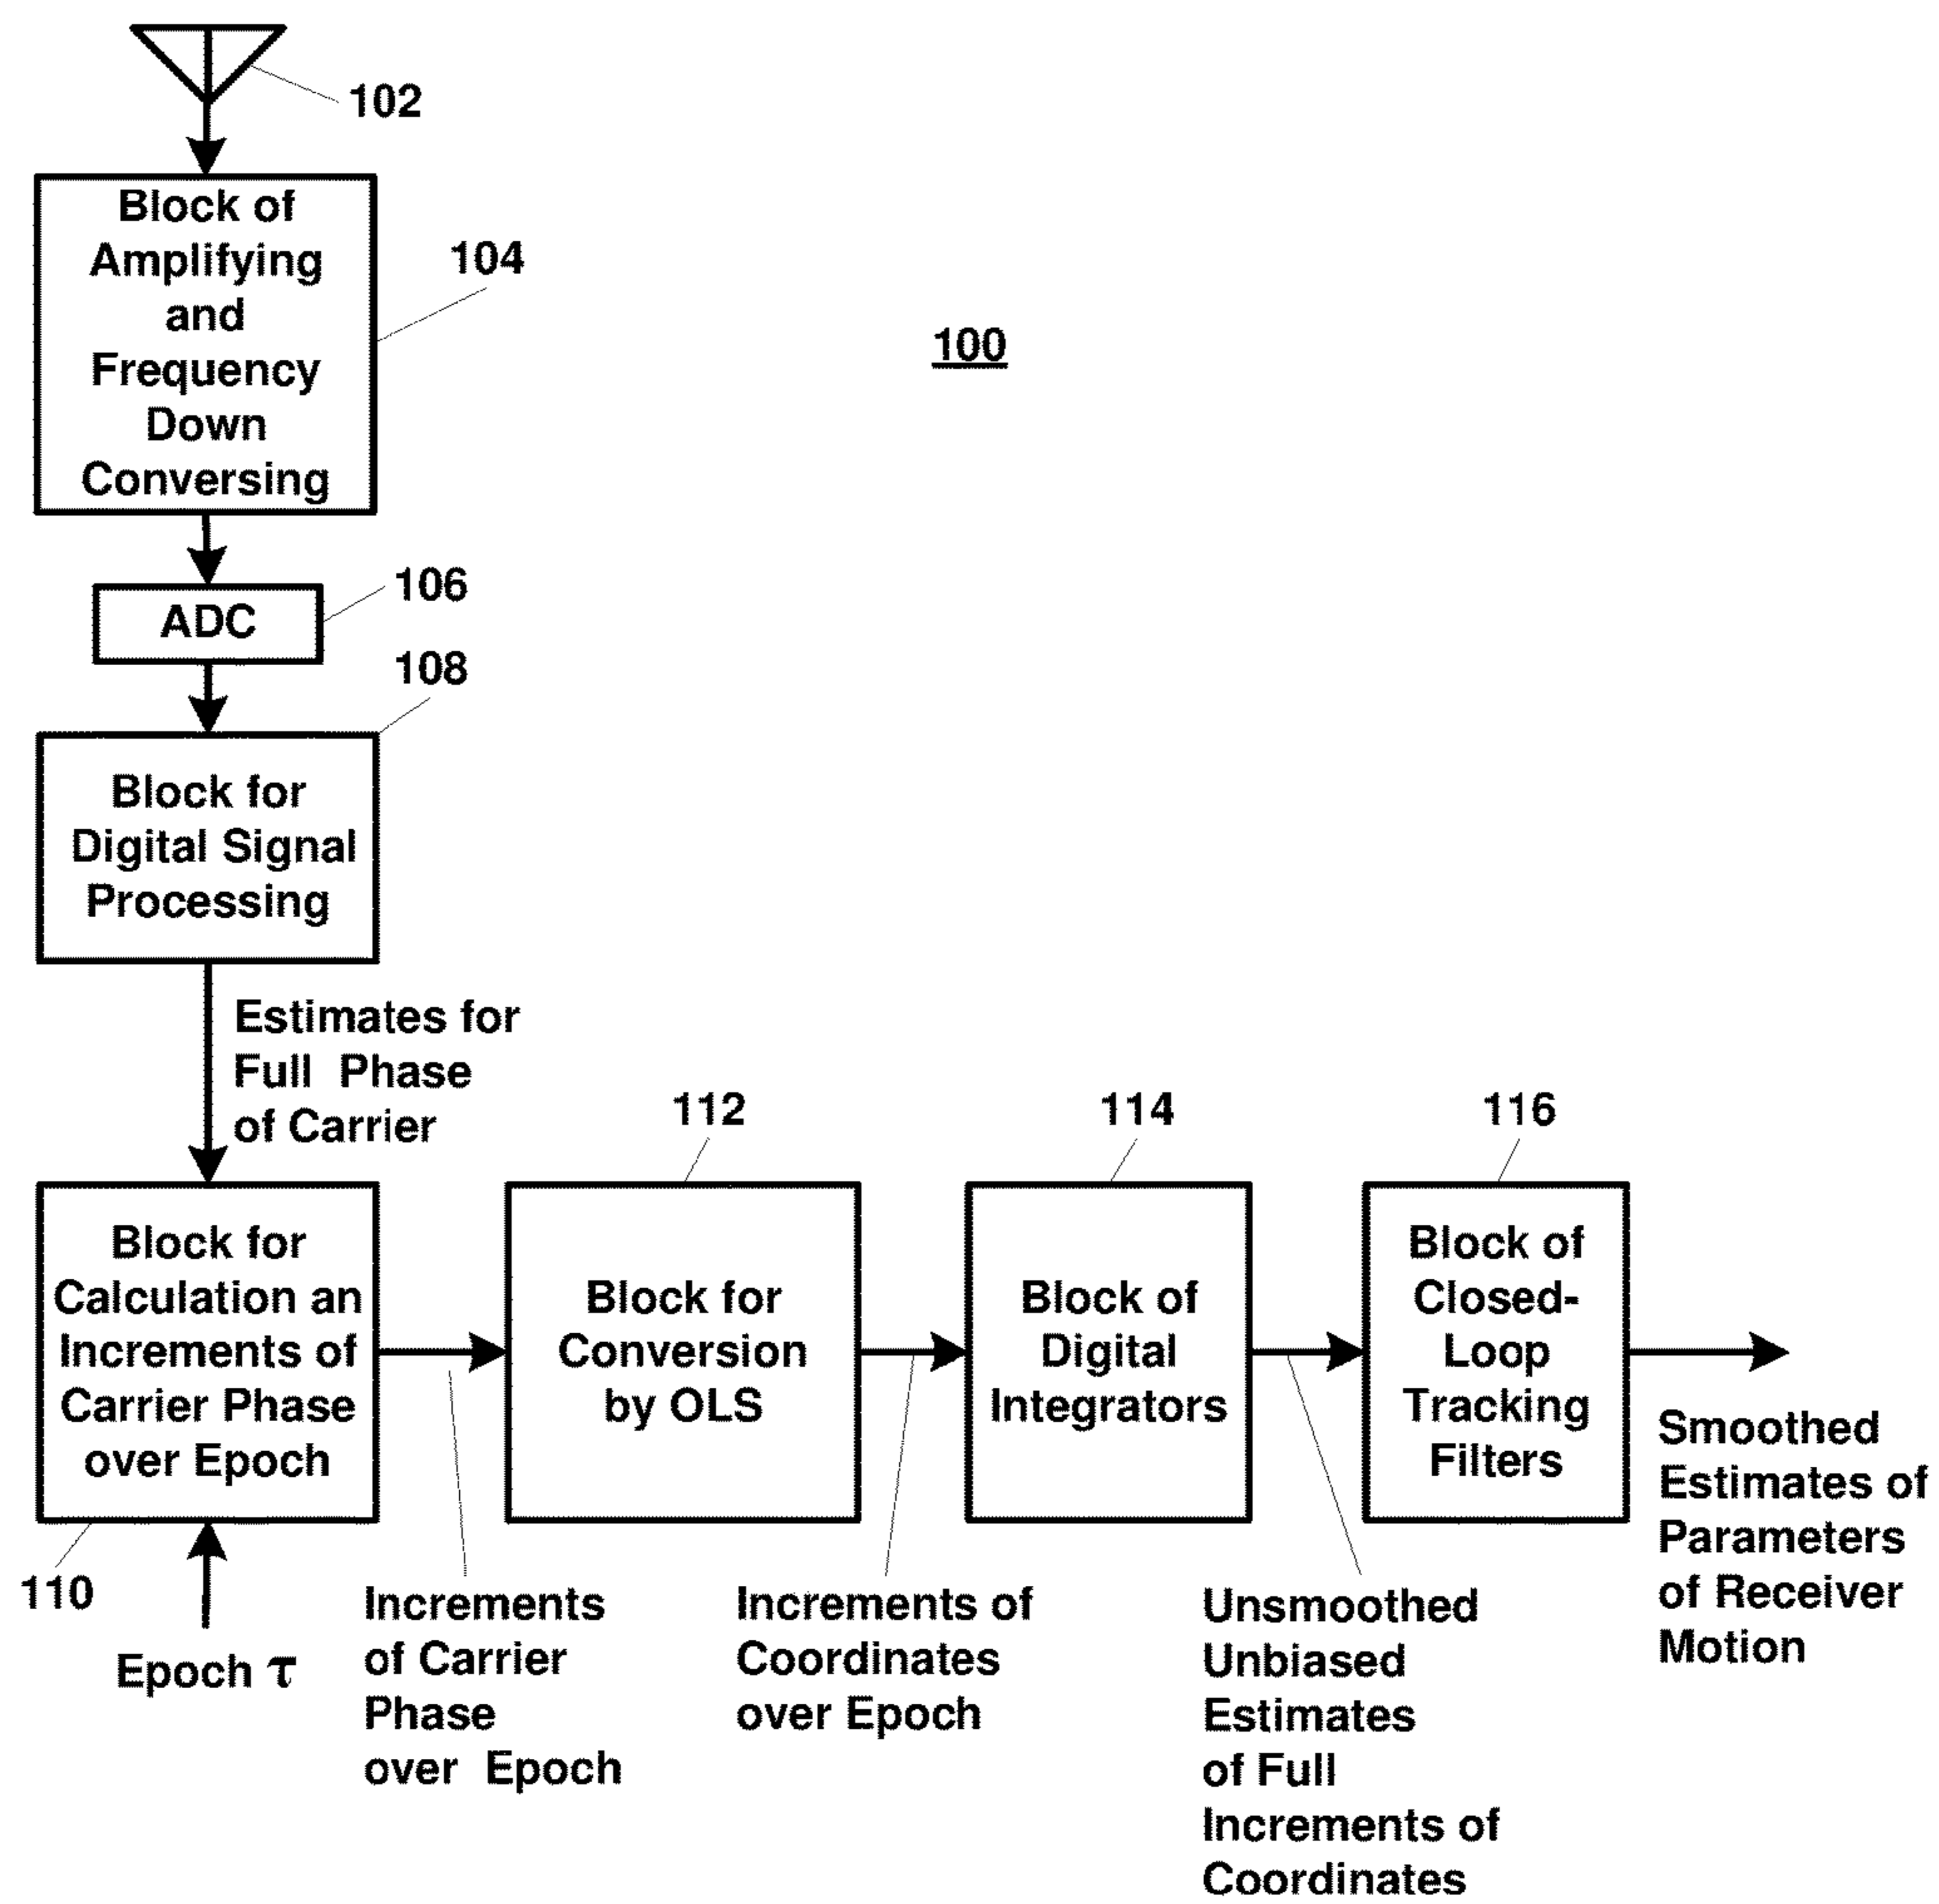 102
Block of
Amplifying
and
Frequency
Down
Conversing
104
100
ADC
106
108
Block for
Digital Signal
Processing
Estimates for
Full Phase
of Carrier
112
114
116
Block for
Calculation an
Increments of
Carrier Phase
over Epoch
Block for
Conversion
by OLS
Block of
Digital
Integrators
Block of
Closed-
Loop
Tracking
Filters
Smoothed
Estimates of
Parameters
of Receiver
Motion
110
Epoch τ
Increments
of Carrier
Phase
over Epoch
Increments of
Coordinates
over Epoch
Unsmoothed
Unbiased
Estimates
of Full
Increments of
Coordinates